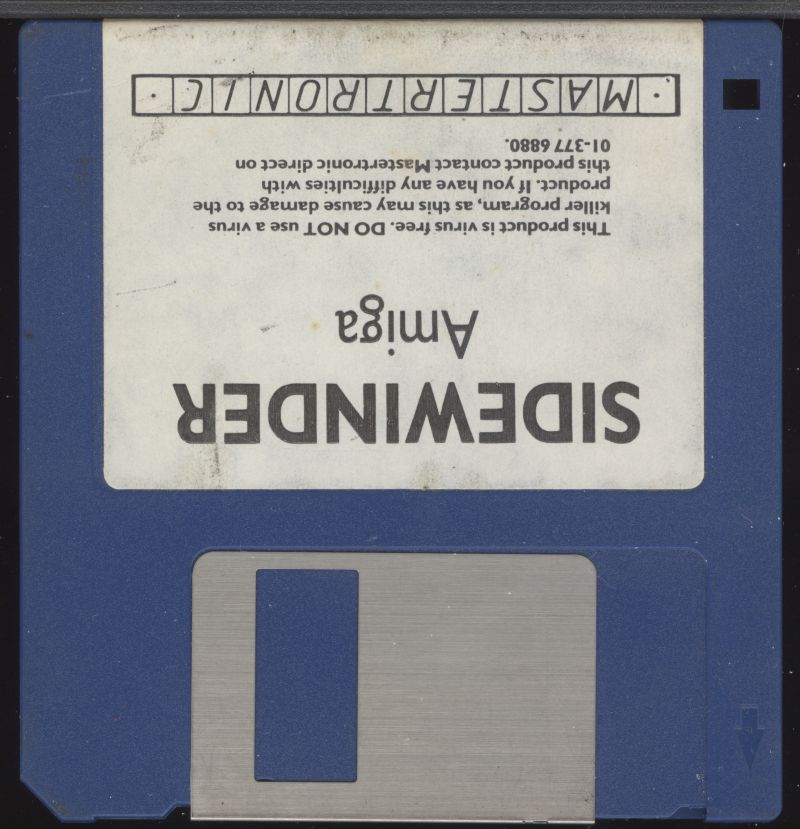 SIDEWINDER
Amiga
This product is virus free. DO NOT use a virus
killer program, as this may cause damage to the
product. If you have any difficulties with
this product contact Mastertronic direct on
01-377 6880.
· MASTERTRONIC ·